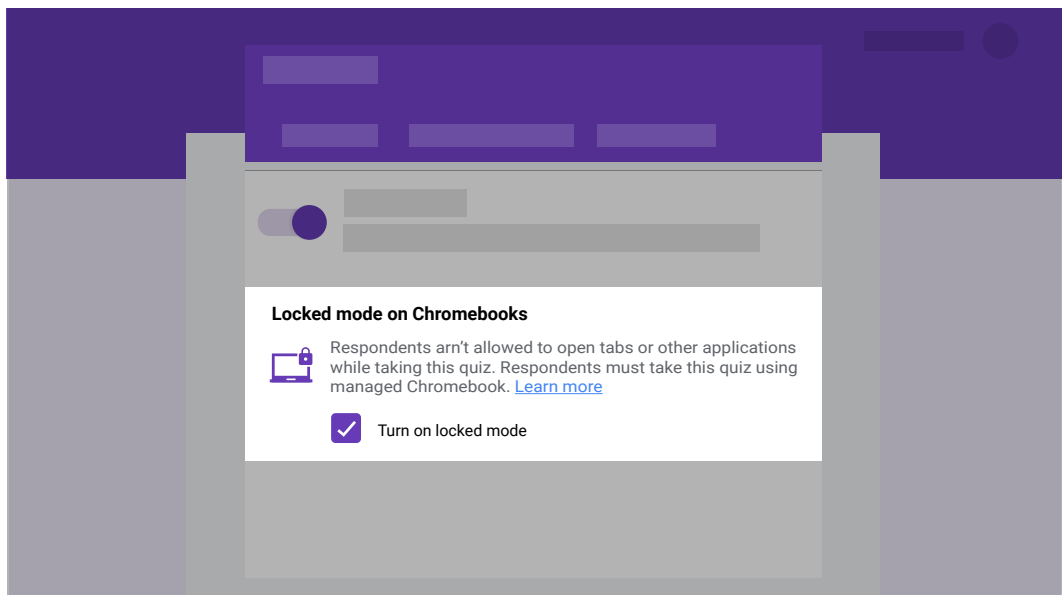 Locked mode on Chromebooks
Respondents arn't allowed to open tabs or other applications
while taking this quiz. Respondents must take this quiz using
managed Chromebook. Learn more
Turn on locked mode